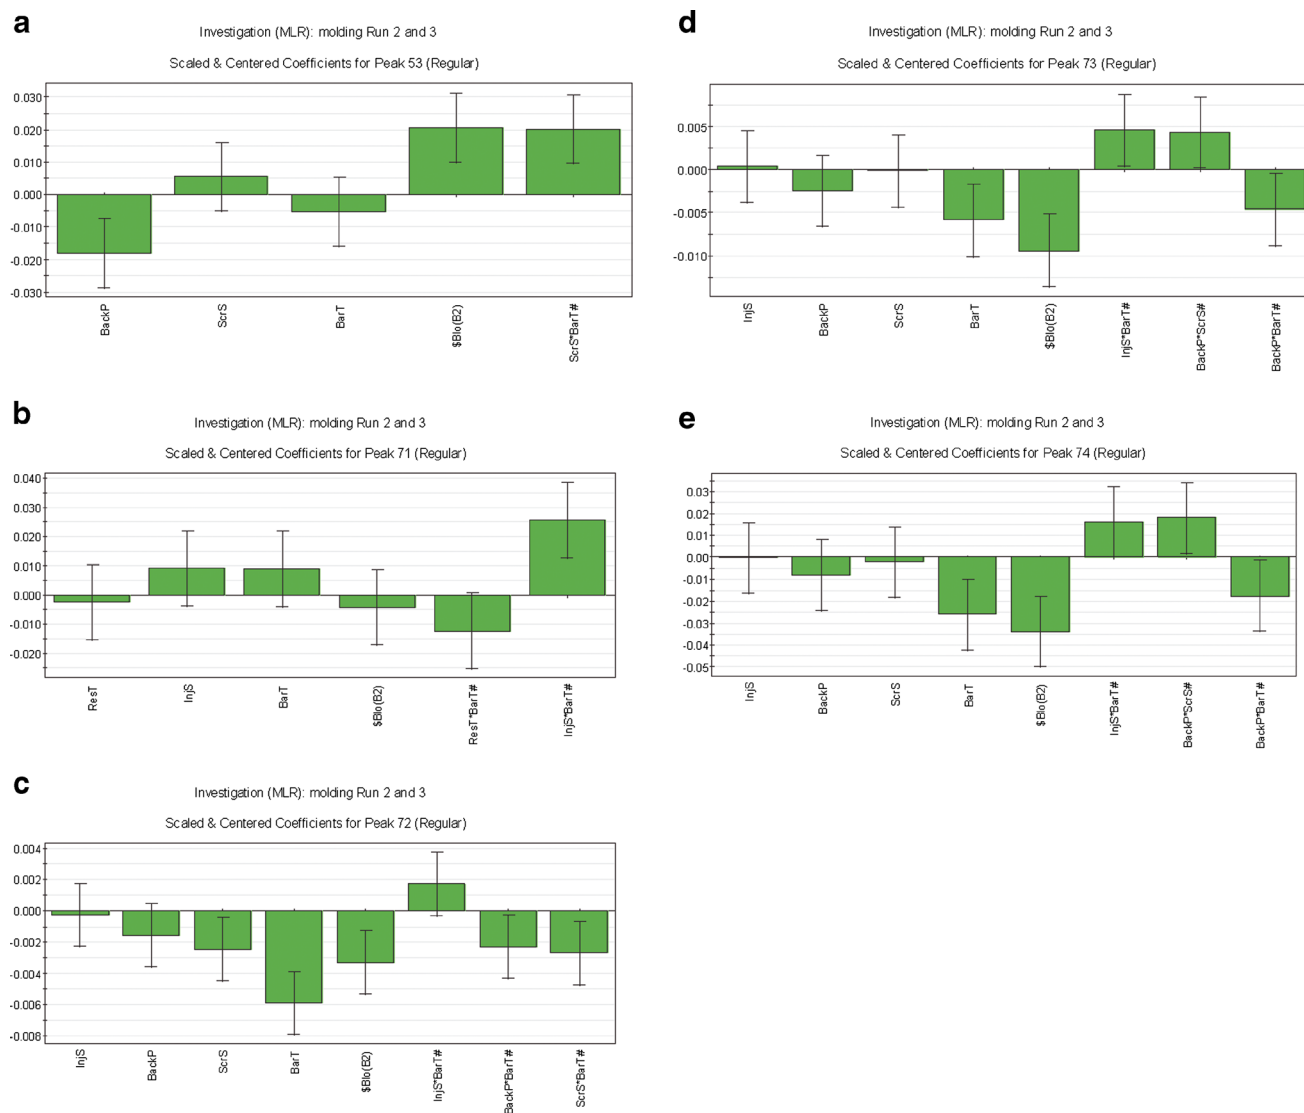 a
Investigation (MLR): molding Run 2 and 3
Scaled & Centered Coefficients for Peak 53 (Regular)
0.030
0.020
0.010
0.000
-0.010
-0.020
-0.030
BackP
ScrS
BarT
$Blo(B2)
ScrS*BarT#
b
Investigation (MLR): molding Run 2 and 3
Scaled & Centered Coefficients for Peak 71 (Regular)
0.040
0.030
0.020
0.010
0.000
-0.010
-0.020
ResT
InjS
BarT
$Blo(B2)
ResT*BarT#
InjS*BarT#
c
Investigation (MLR): molding Run 2 and 3
Scaled & Centered Coefficients for Peak 72 (Regular)
0.004
0.002
0.000
-0.002
-0.004
-0.006
-0.008
InjS
BackP
ScrS
BarT
$Blo(B2)
InjS*BarT#
BackP*BarT#
ScrS*BarT#
d
Investigation (MLR): molding Run 2 and 3
Scaled & Centered Coefficients for Peak 73 (Regular)
0.005
0.000
-0.005
-0.010
InjS
BackP
ScrS
BarT
$Blo(B2)
InjS*BarT#
BackP*ScrS#
BackP*BarT#
e
Investigation (MLR): molding Run 2 and 3
Scaled & Centered Coefficients for Peak 74 (Regular)
0.03
0.02
0.01
0.00
-0.01
-0.02
-0.03
-0.04
-0.05
InjS
BackP
ScrS
BarT
$Blo(B2)
InjS*BarT#
BackP*ScrS#
BackP*BarT#